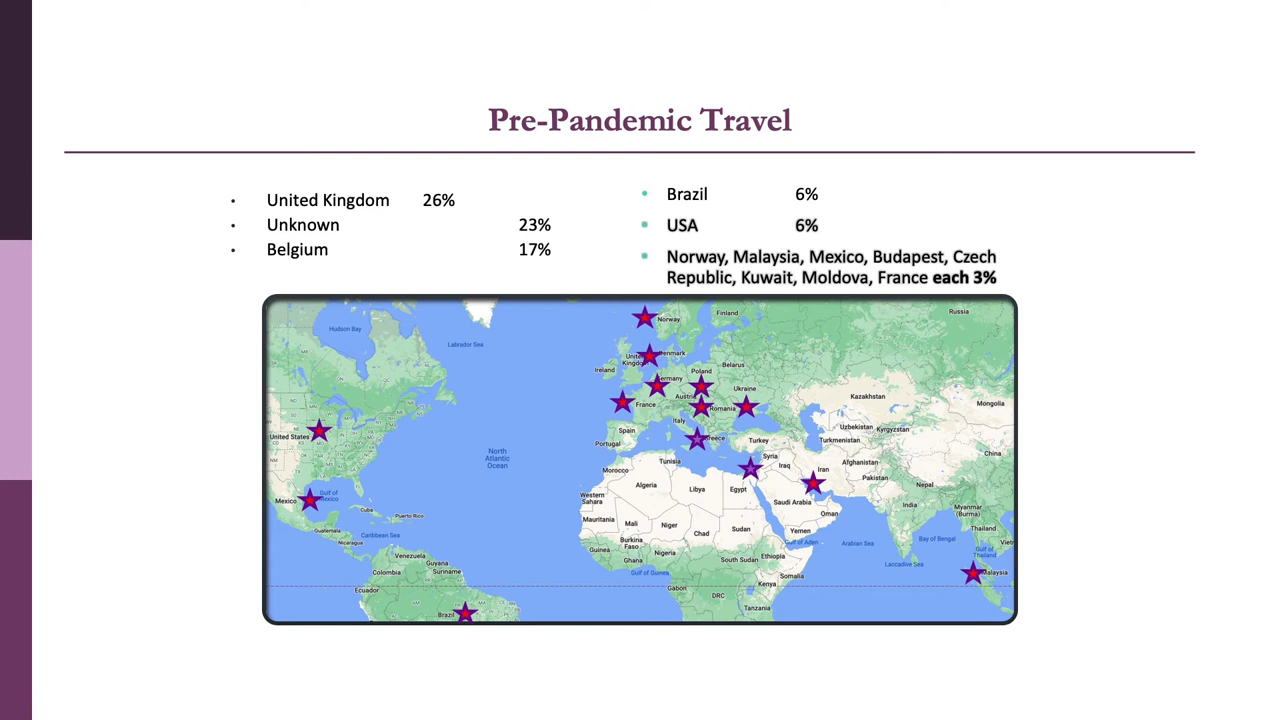 Pre-Pandemic Travel
• United Kingdom 26%
• Unknown 23%
• Belgium 17%
• Brazil 6%
• USA 6%
• Norway, Malaysia, Mexico, Budapest, Czech
Republic, Kuwait, Moldova, France each 3%
Hudson Bay
Labrador Sea
Norway
Finland
Russia
United
Kingdom
Denmark
Ireland
Belarus
Poland
Germany
Ukraine
Kazakhstan
Austria
France
Romania
Mongolia
Italy
Spain
Portugal
Greece
Turkey
Uzbekistan
Kyrgyzstan
Turkmenistan
United States
North
Atlantic
Ocean
China
Syria
Iraq
Iran
Afghanistan
Pakistan
Tunisia
Morocco
Algeria
Libya
Egypt
Nepal
Mexico
Gulf of
Mexico
Western
Sahara
Saudi Arabia
India
Myanmar
(Burma)
Cuba
Puerto Rico
Oman
Mauritania
Mali
Niger
Chad
Sudan
Yemen
Thailand
Guatemala
Caribbean Sea
Nicaragua
Burkina
Faso
Gulf of Aden
Arabian Sea
Bay of Bengal
Guinea
Ghana
Nigeria
Ethiopia
South Sudan
Gulf of
Thailand
Venezuela
Guyana
Suriname
Colombia
Laccadive Sea
Gulf of Guinea
Somalia
Malaysia
Ecuador
Gabon
Kenya
DRC
Brazil
Tanzania